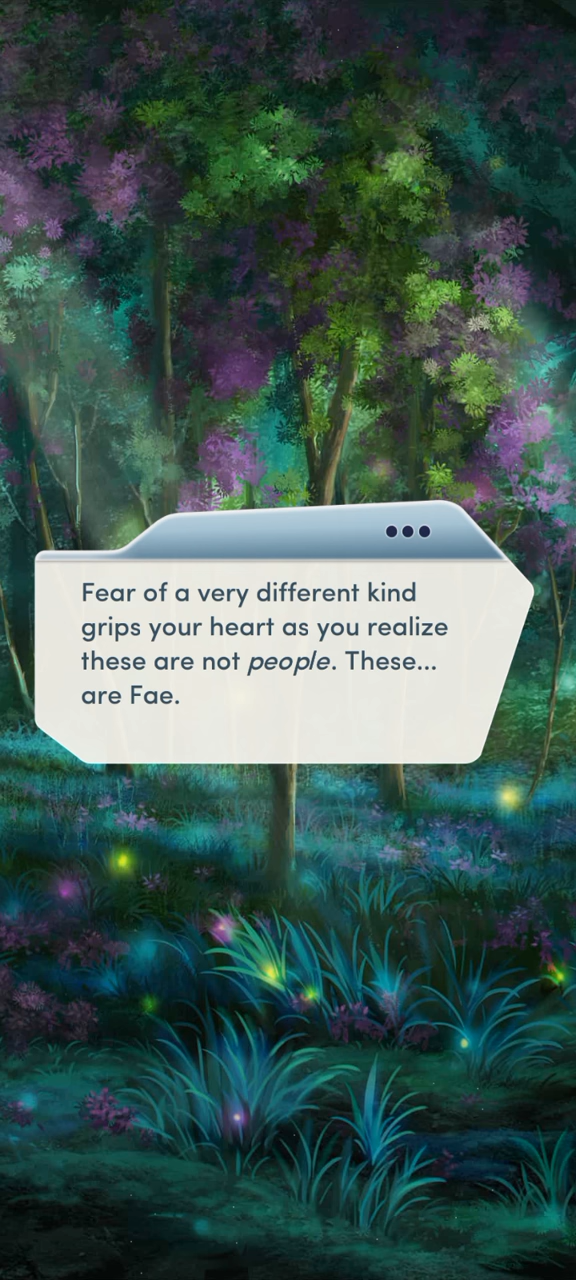 Fear of a very different kind
grips your heart as you realize
these are not people. These...
are Fae.